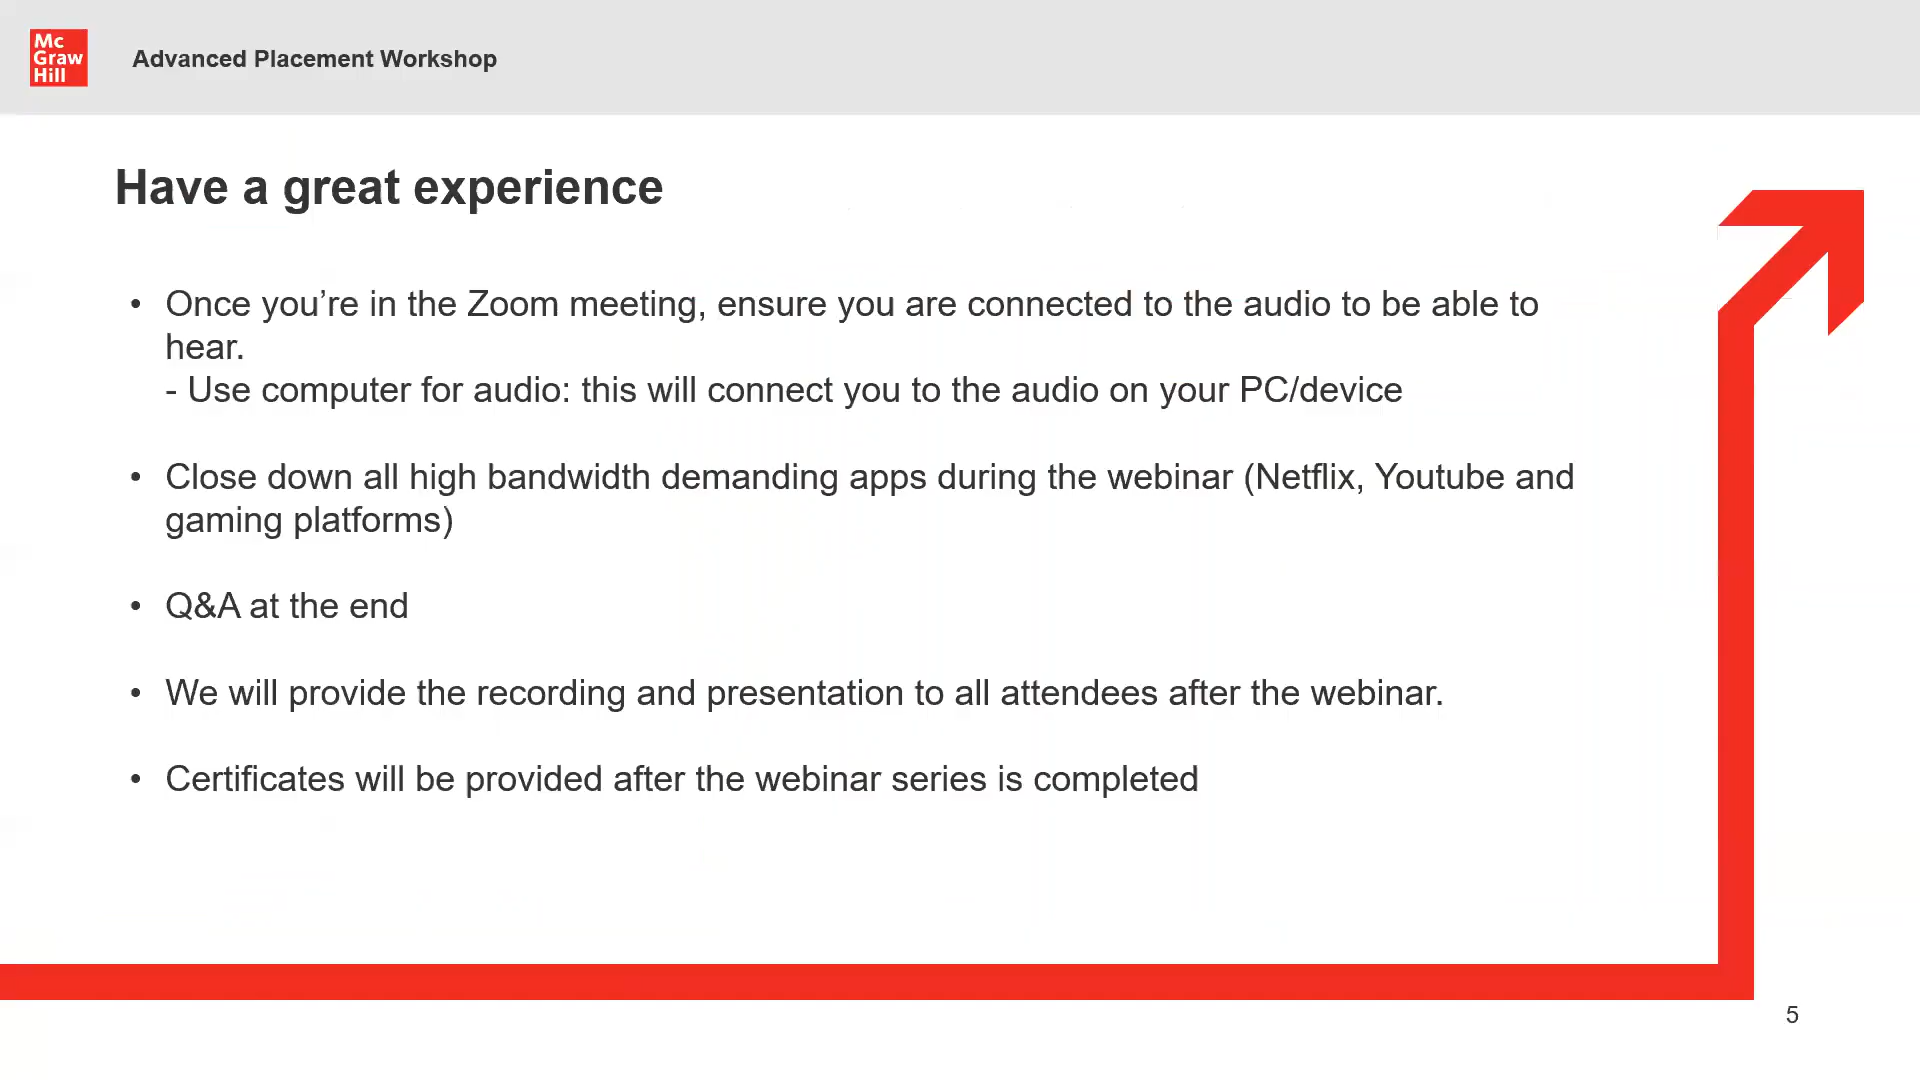 Mc
Graw
Hill
Advanced Placement Workshop
Have a great experience
• Once you’re in the Zoom meeting, ensure you are connected to the audio to be able to
hear.
- Use computer for audio: this will connect you to the audio on your PC/device
• Close down all high bandwidth demanding apps during the webinar (Netflix, Youtube and
gaming platforms)
• Q&A at the end
• We will provide the recording and presentation to all attendees after the webinar.
• Certificates will be provided after the webinar series is completed
5